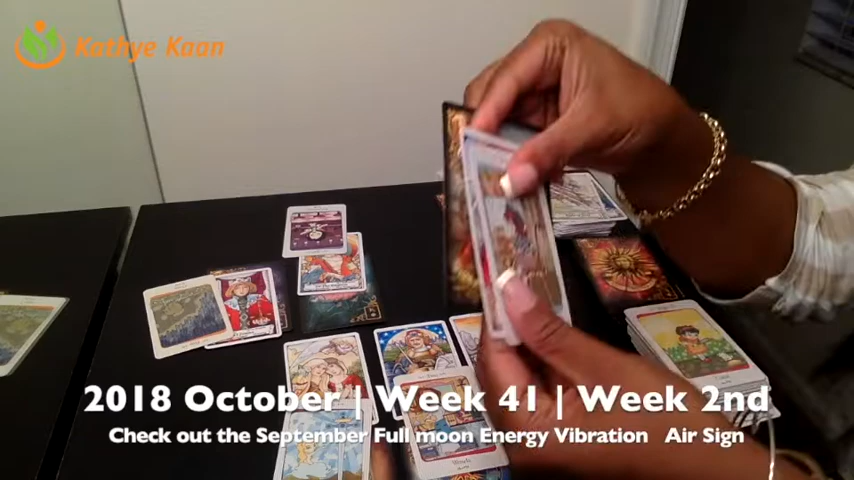 Kathye Kaan
2018 October | Week 41 | Week 2nd
Check out the September Full moon Energy Vibration Air Sign